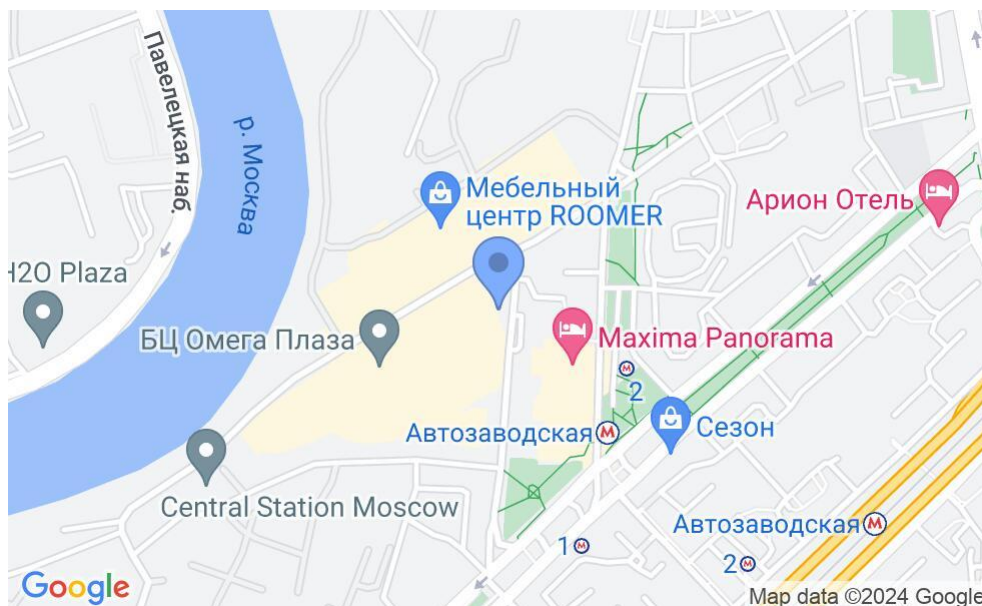 Павелецкая наб.
р. Москва
Мебельный
центр ROOMER
Арион Отель
H2O Plaza
БЦ Омега Плаза
Maxima Panorama
2
Автозаводская
Сезон
Central Station Moscow
Автозаводская
1
2
Google
Map data ©2024 Google